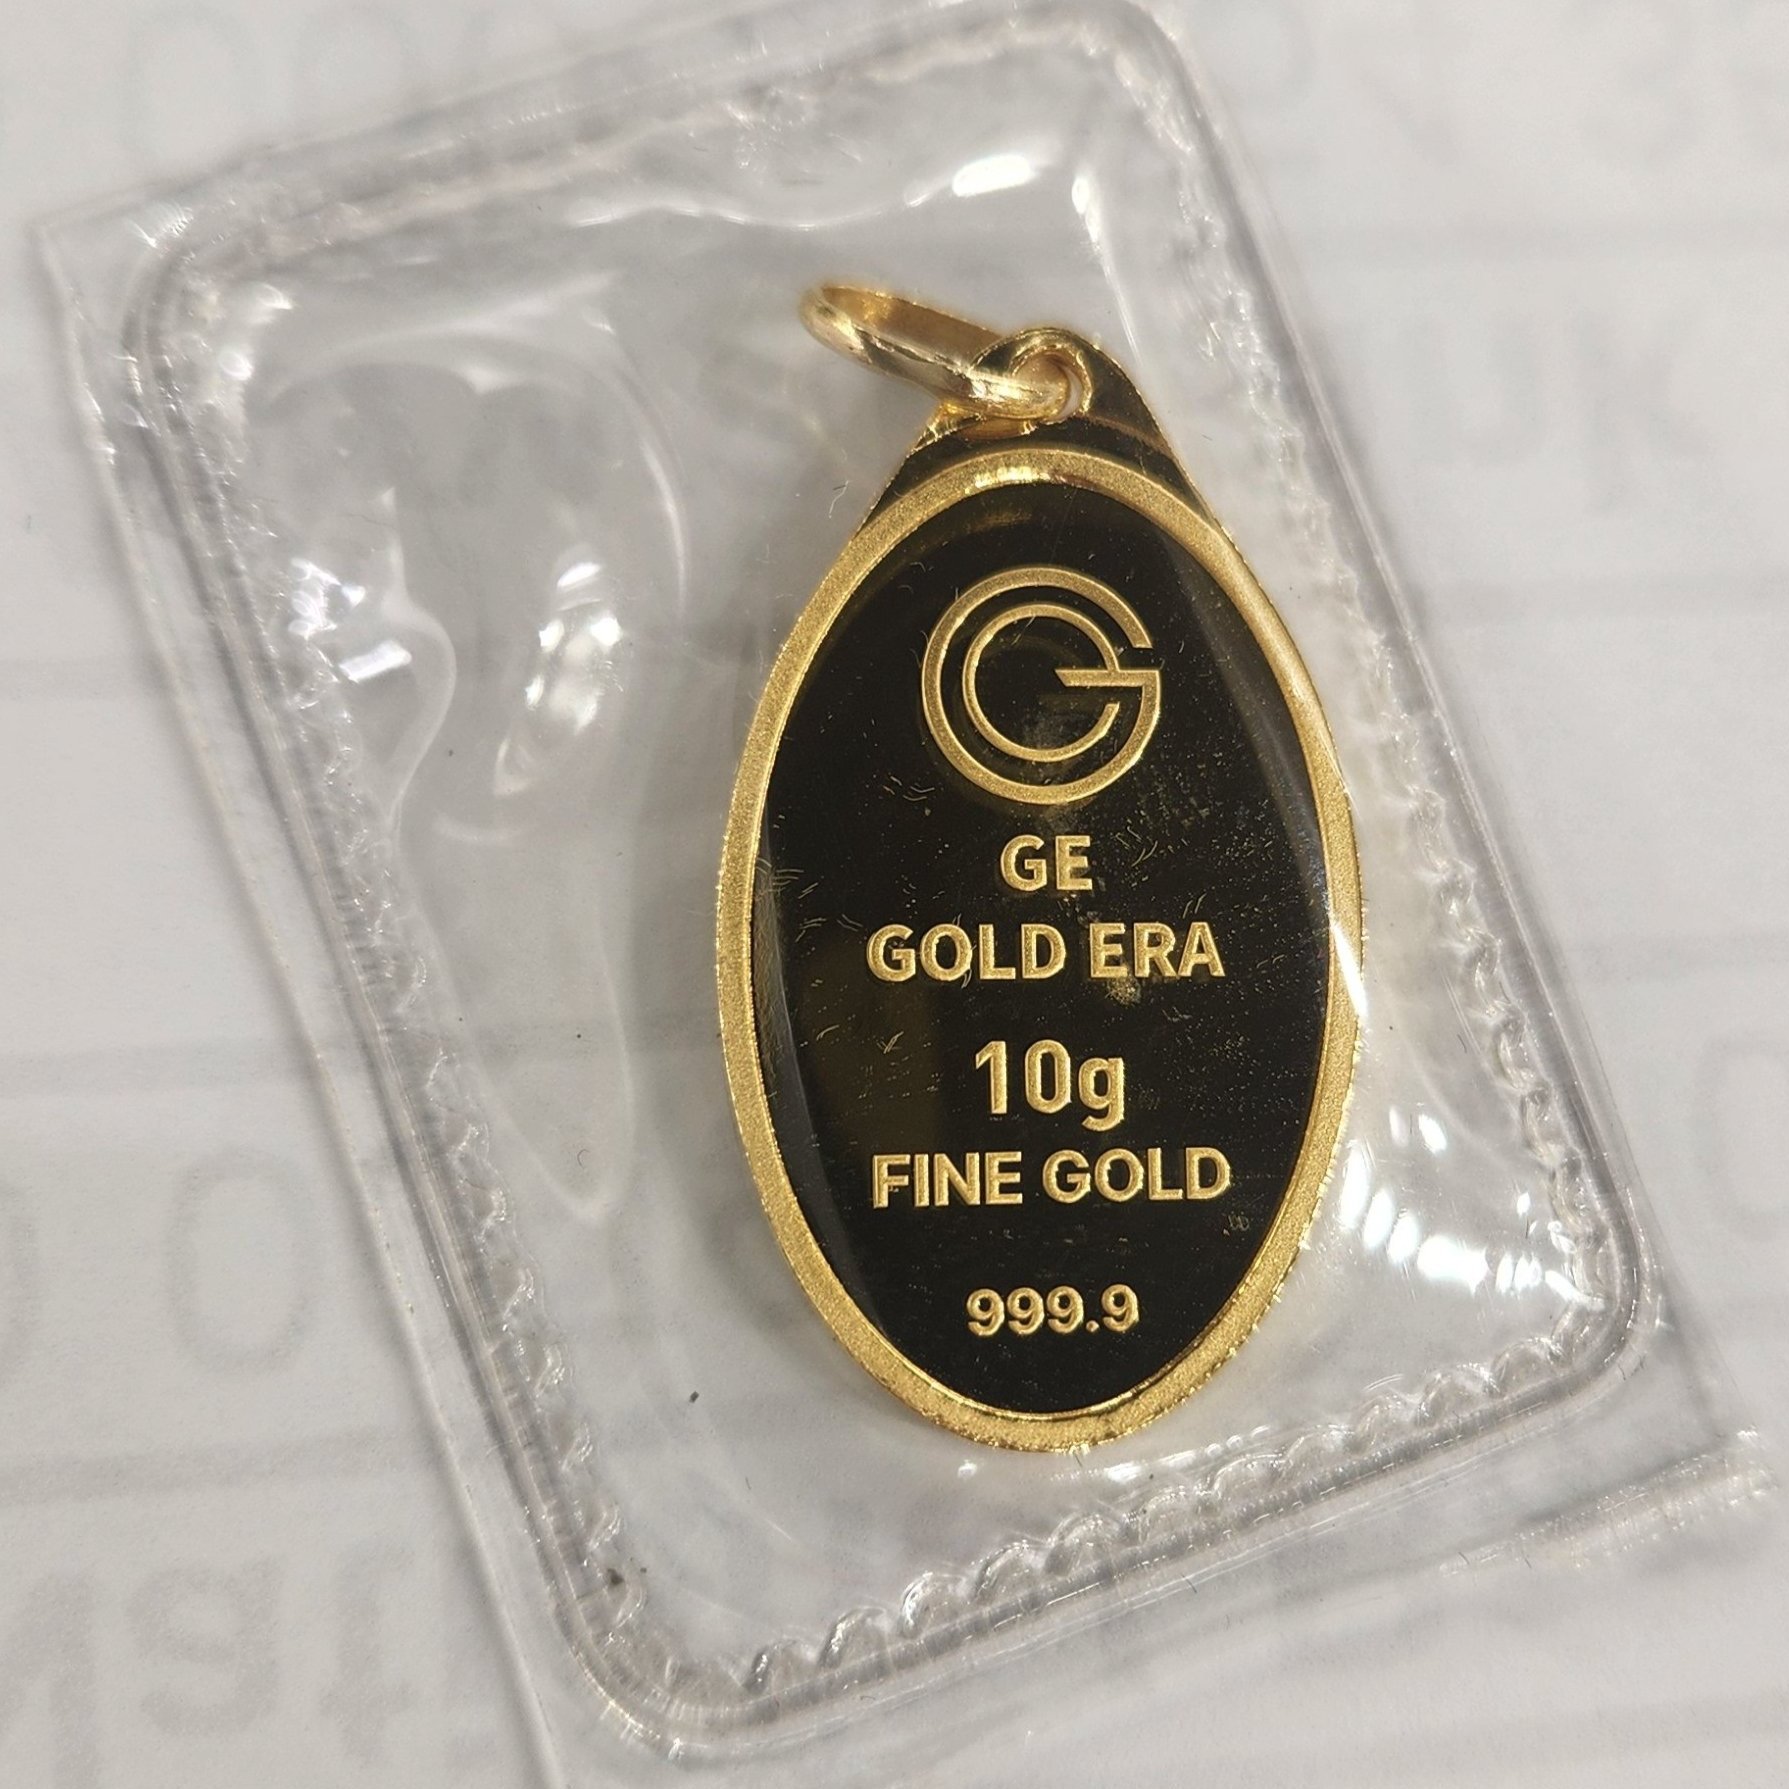 GE
GOLD ERA
10g
FINE GOLD
999.9